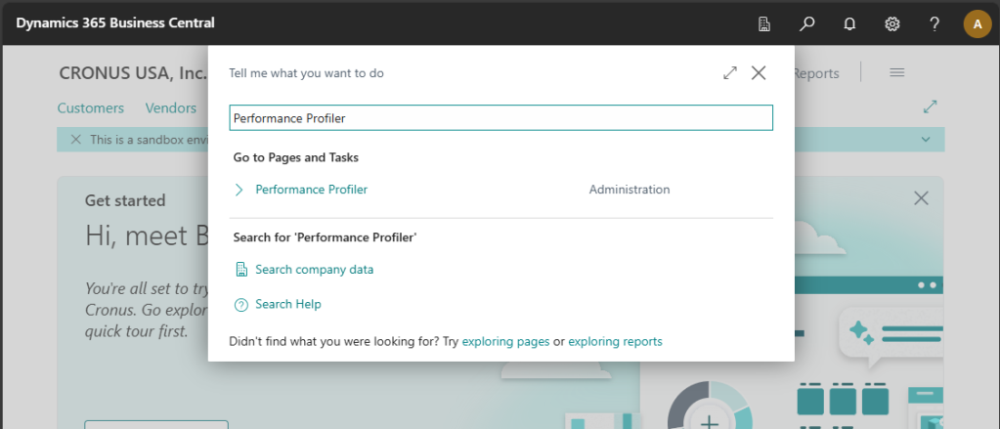 Dynamics 365 Business Central
A
CRONUS USA, Inc.
Reports
Customers Vendors
This is a sandbox envi
Tell me what you want to do
Performance Profiler
Go to Pages and Tasks
Performance Profiler Administration
Search for 'Performance Profiler'
Search company data
Search Help
Didn't find what you were looking for? Try exploring pages or exploring reports
Get started
Hi, meet B
You're all set to try
Cronus. Go explor
quick tour first.